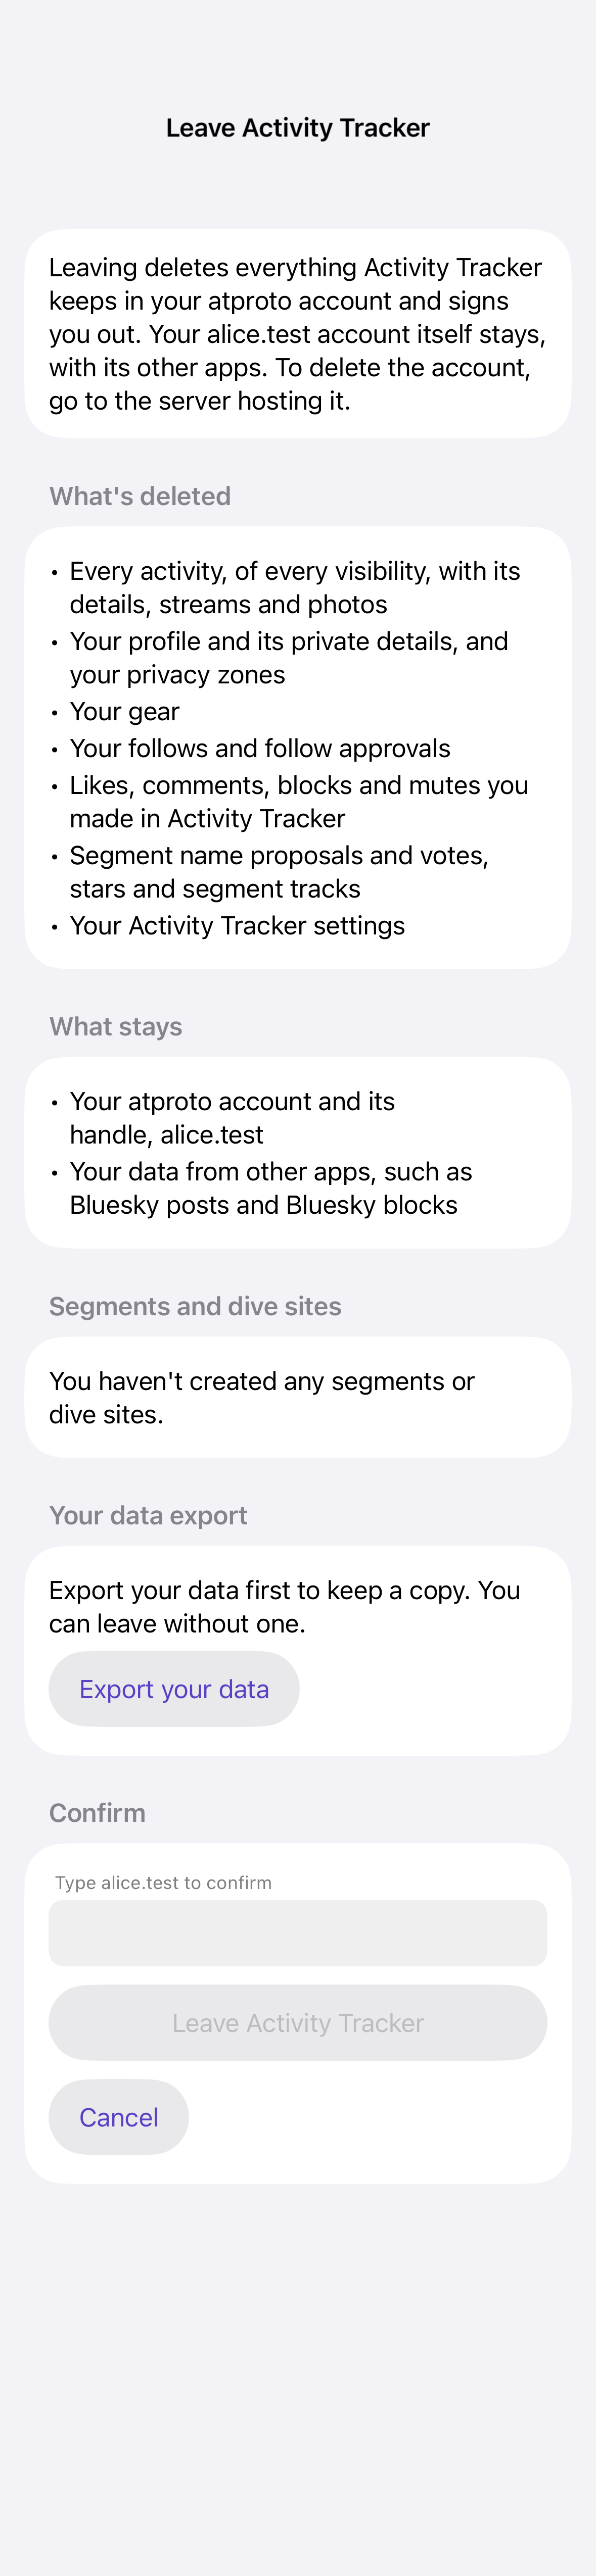 Leave Activity Tracker
Leaving deletes everything Activity Tracker
keeps in your atproto account and signs
you out. Your alice.test account itself stays,
with its other apps. To delete the account,
go to the server hosting it.
What's deleted
• Every activity, of every visibility, with its
details, streams and photos
• Your profile and its private details, and
your privacy zones
• Your gear
• Your follows and follow approvals
• Likes, comments, blocks and mutes you
made in Activity Tracker
• Segment name proposals and votes,
stars and segment tracks
• Your Activity Tracker settings
What stays
• Your atproto account and its
handle, alice.test
• Your data from other apps, such as
Bluesky posts and Bluesky blocks
Segments and dive sites
You haven't created any segments or
dive sites.
Your data export
Export your data first to keep a copy. You
can leave without one.
Export your data
Confirm
Type alice.test to confirm
Leave Activity Tracker
Cancel